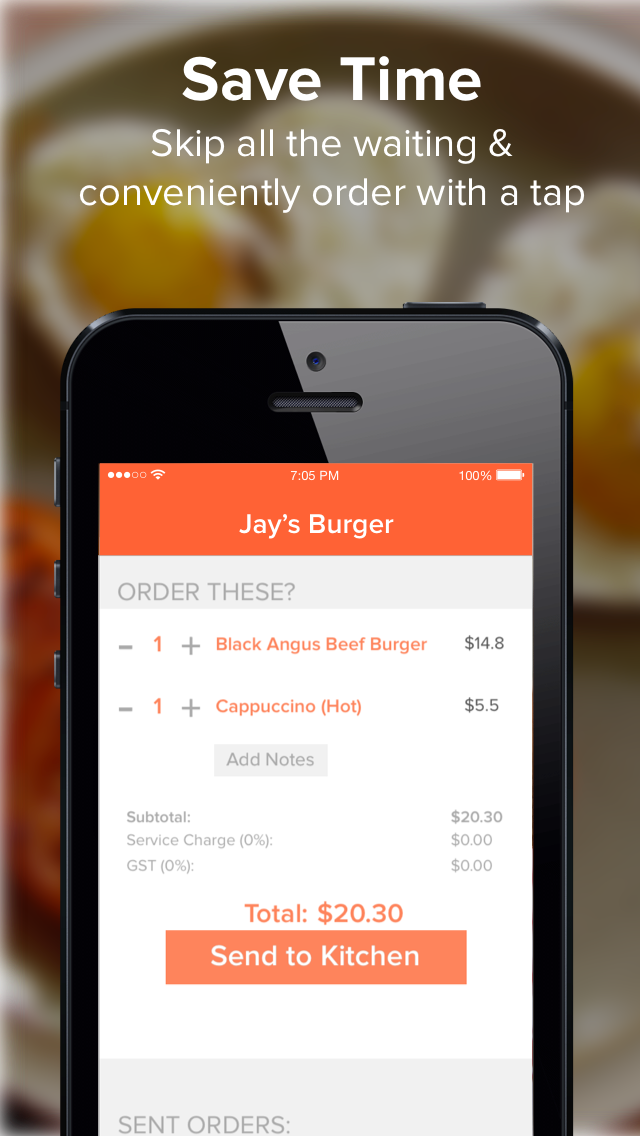 Save Time
Skip all the waiting &
conveniently order with a tap
7:05 PM
100%
Jay's Burger
ORDER THESE?
- 1 + Black Angus Beef Burger $14.8
- 1 + Cappuccino (Hot) $5.5
Add Notes
Subtotal: $20.30
Service Charge (0%): $0.00
GST (0%): $0.00
Total: $20.30
Send to Kitchen
SENT ORDERS: